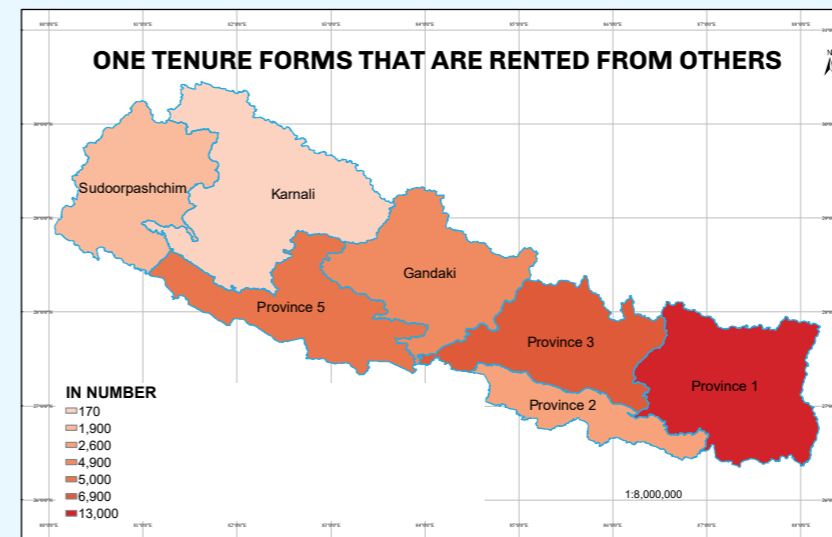 ONE TENURE FORMS THAT ARE RENTED FROM OTHERS
N
Sudoorpashchim
Karnali
Gandaki
Province 5
Province 3
Province 1
Province 2
IN NUMBER
170
1,900
2,600
4,900
5,000
6,900
13,000
1:8,000,000